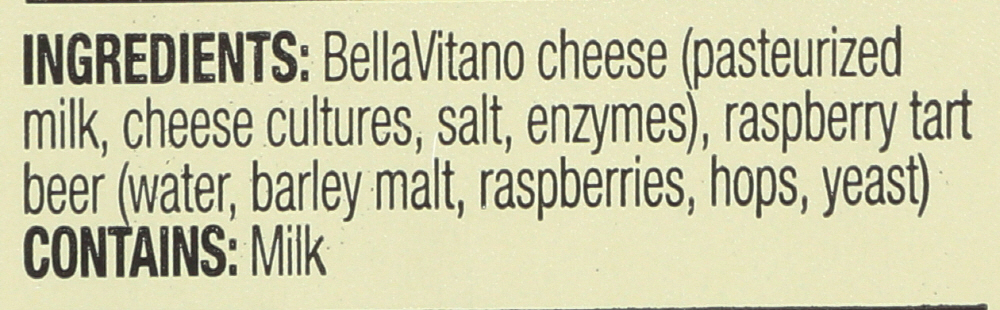 INGREDIENTS: BellaVitano cheese (pasteurized
milk, cheese cultures, salt, enzymes), raspberry tart
beer (water, barley malt, raspberries, hops, yeast)
CONTAINS: Milk